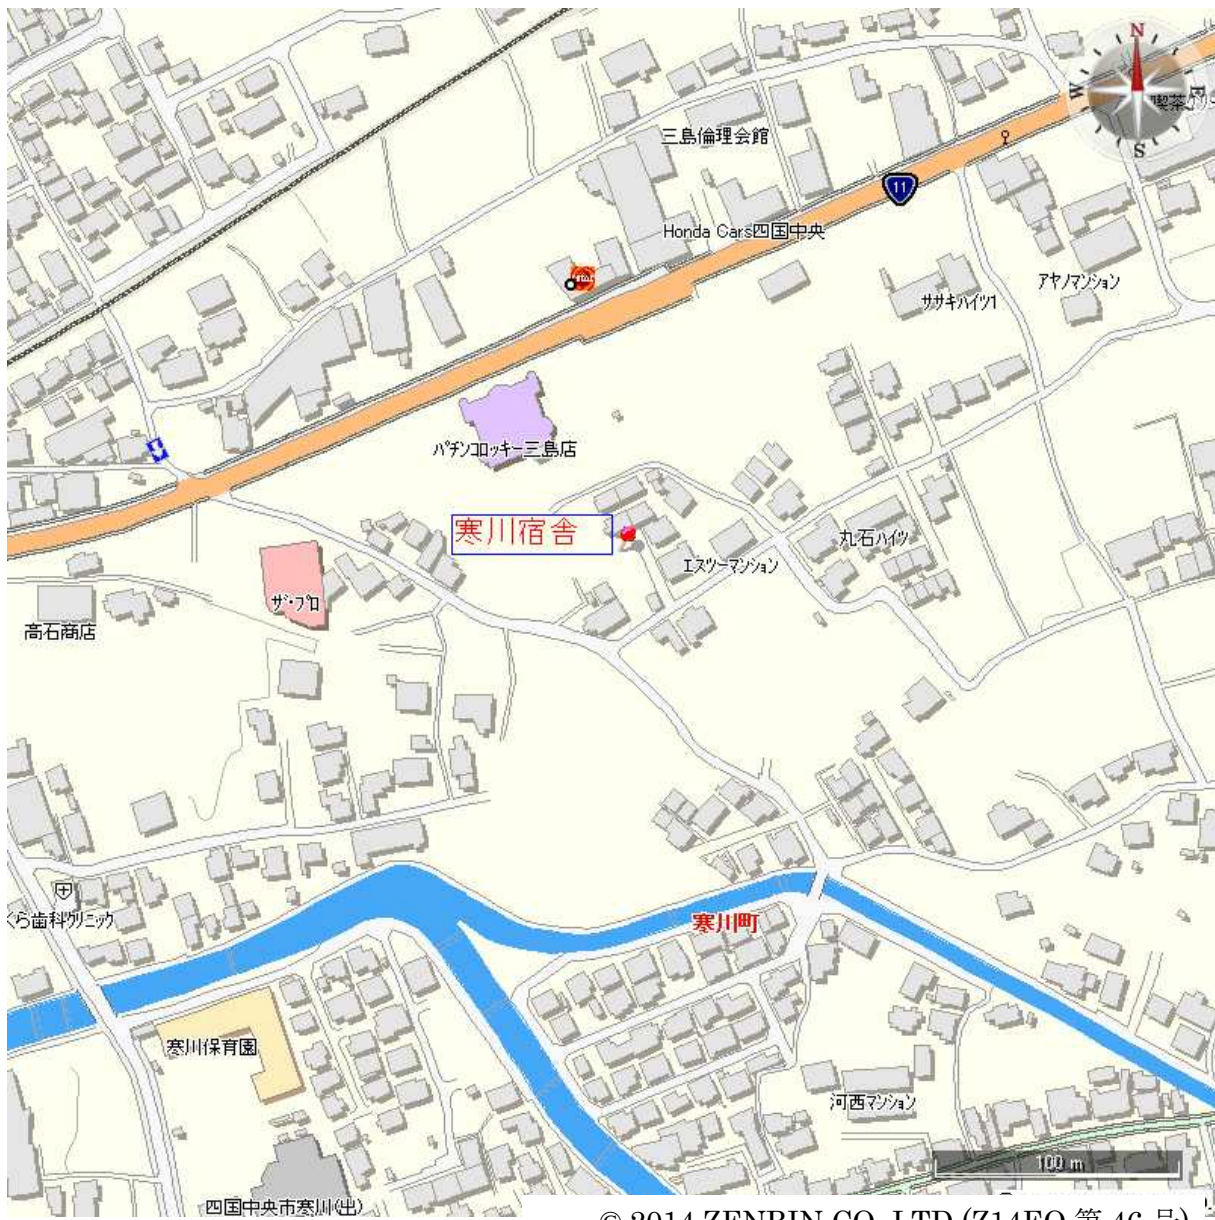 N
W
E
S
喫茶
三島倫理会館
11
Honda Cars四国中央
アヤノマンション
ササキハイツ1
パチンコロッキー三島店
寒川宿舎
丸石ハイツ
エスツーマンション
ザ・プロ
高石商店
くら歯科クリニック
寒川町
寒川保育園
河西マンション
100 m
四国中央市寒川(出)
© 2014 ZENRIN CO., LTD (Z14EO 第 46 号)